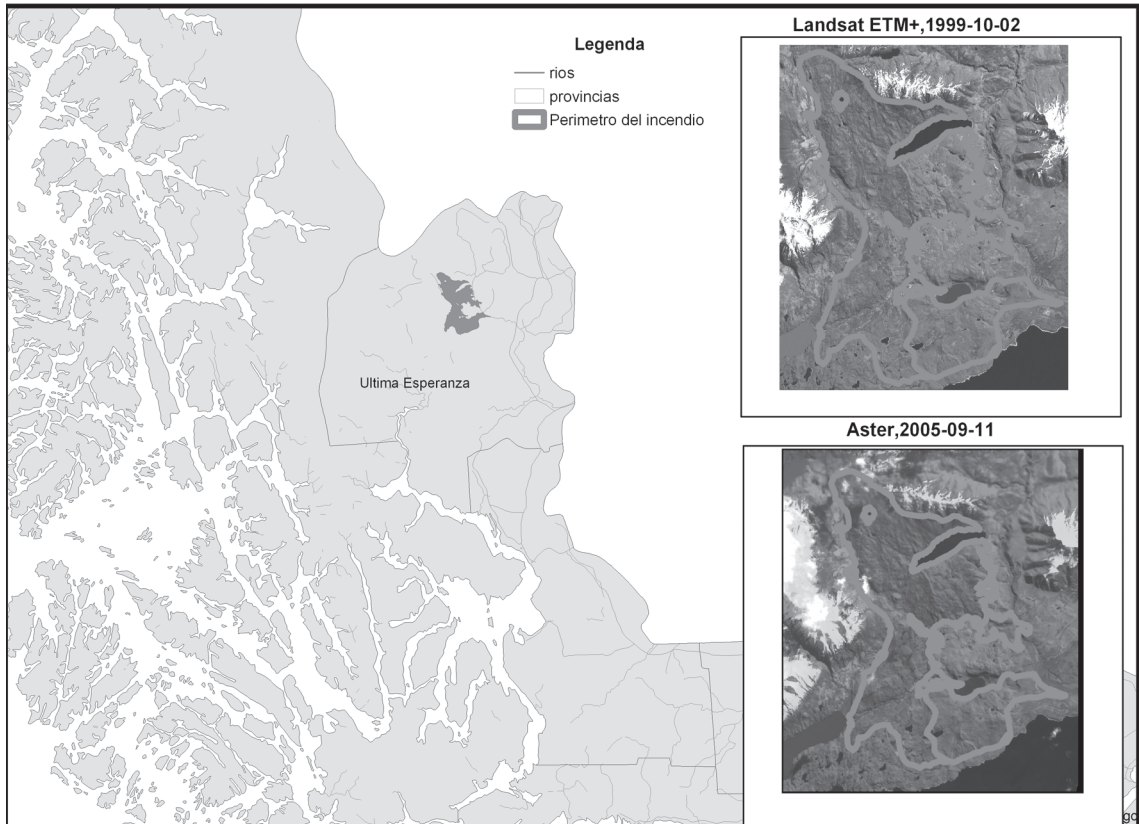 Landsat ETM+,1999-10-02
Legenda
rios
provincias
Perimetro del incendio
Ultima Esperanza
Aster,2005-09-11